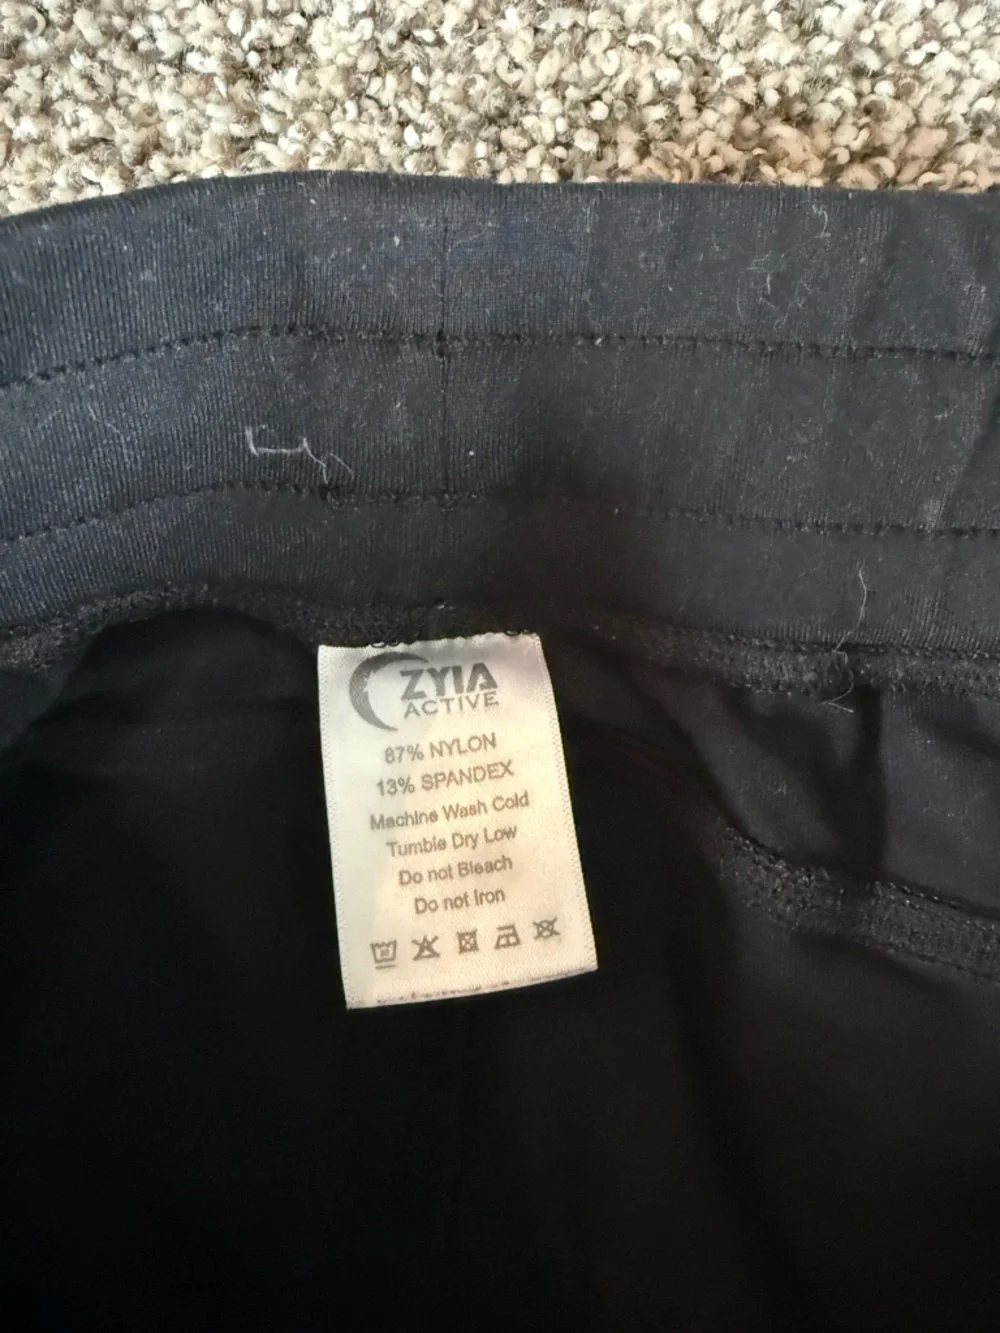 ZYIA
ACTIVE
87% NYLON
13% SPANDEX
Machine Wash Cold
Tumble Dry Low
Do not Bleach
Do not Iron